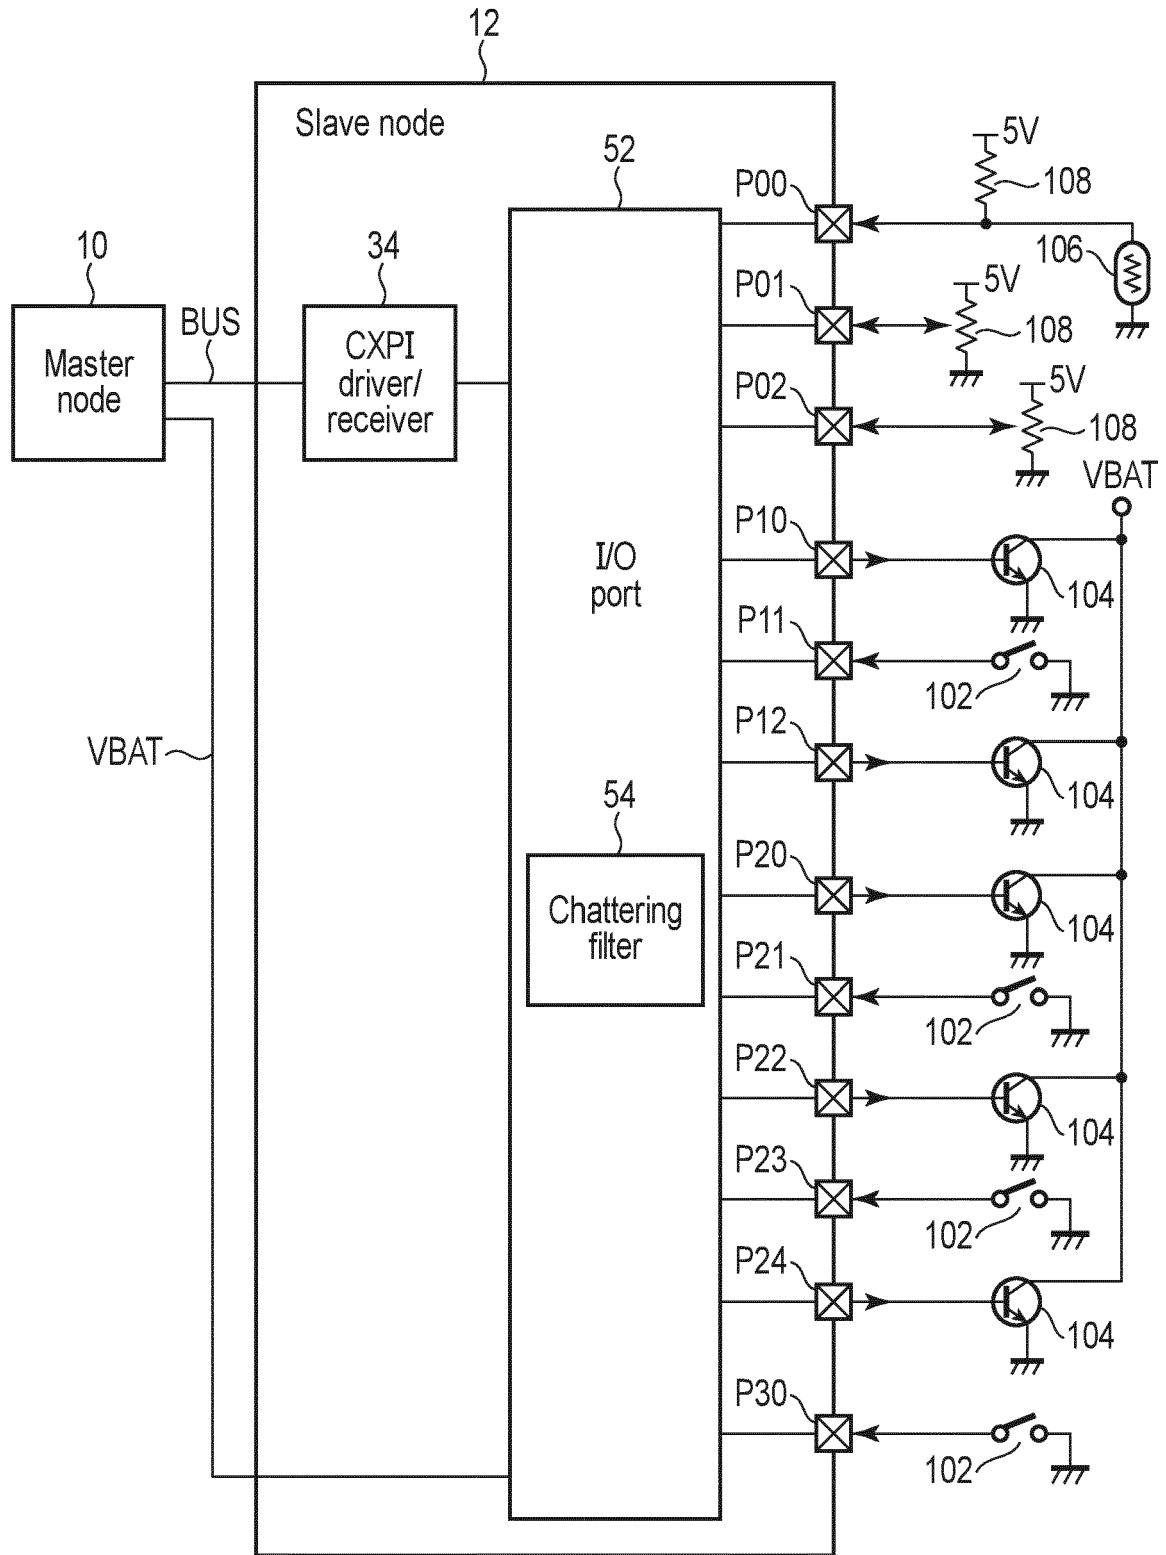 12
Slave node
52
10
34
Master
node
BUS
CXPI
driver/
receiver
VBAT
I/O
port
54
Chattering
filter
P00
5V
108
106
P01
5V
108
P02
5V
108
VBAT
P10
104
P11
102
P12
104
P20
104
P21
102
P22
104
P23
102
P24
104
P30
102